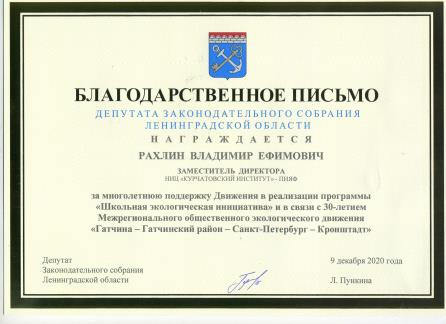 БЛАГОДАРСТВЕННОЕ ПИСЬМО
ДЕПУТАТА ЗАКОНОДАТЕЛЬНОГО СОБРАНИЯ
ЛЕНИНГРАДСКОЙ ОБЛАСТИ
НАГРАЖДАЕТСЯ
РАХЛИН ВЛАДИМИР ЕФИМОВИЧ
ЗАМЕСТИТЕЛЬ ДИРЕКТОРА
НИЦ «КУРЧАТОВСКИЙ ИНСТИТУТ» - ПИЯФ
за многолетнюю поддержку Движения в реализации программы
«Школьная экологическая инициатива» и в связи с 30-летием
Межрегионального общественного экологического движения
«Гатчина – Гатчинский район – Санкт-Петербург – Кронштадт»
Депутат
Законодательного собрания
Ленинградской области
9 декабря 2020 года
Л. Пункина